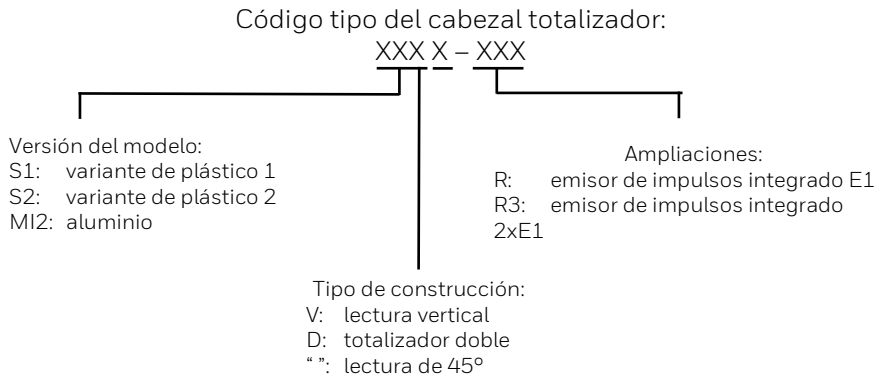 Código tipo del cabezal totalizador:
XXX X – XXX
Versión del modelo:
S1: variante de plástico 1
S2: variante de plástico 2
MI2: aluminio
Ampliaciones:
R: emisor de impulsos integrado E1
R3: emisor de impulsos integrado
2xE1
Tipo de construcción:
V: lectura vertical
D: totalizador doble
“ ”: lectura de 45°